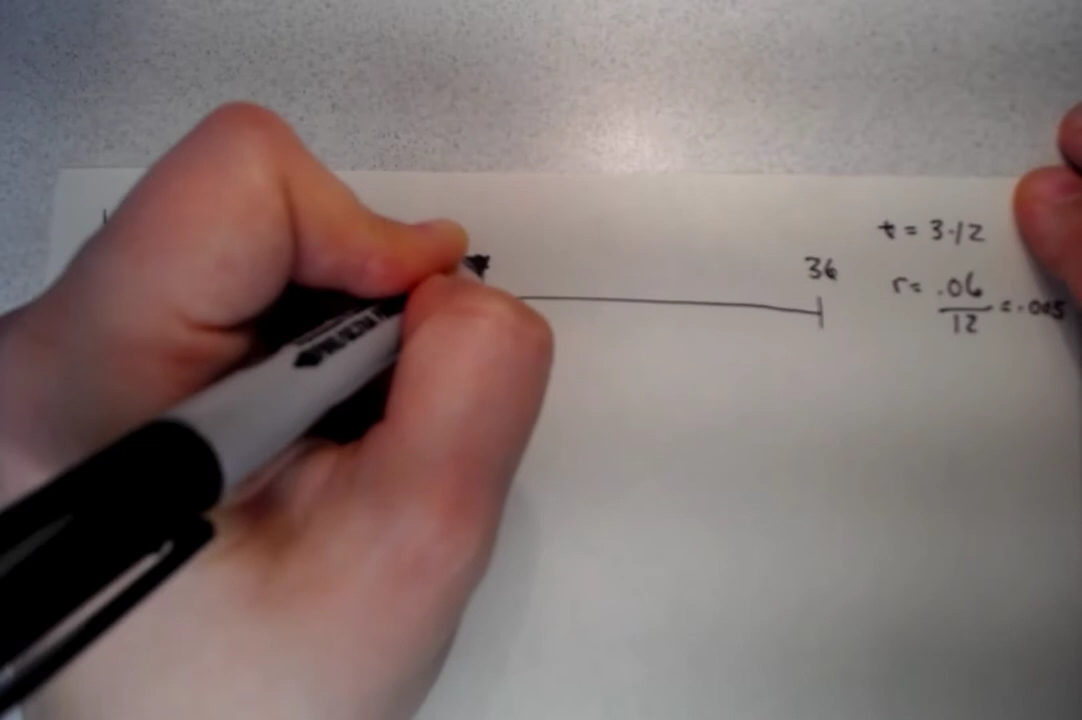 t = 3·12
36
r = .06
12
= .005